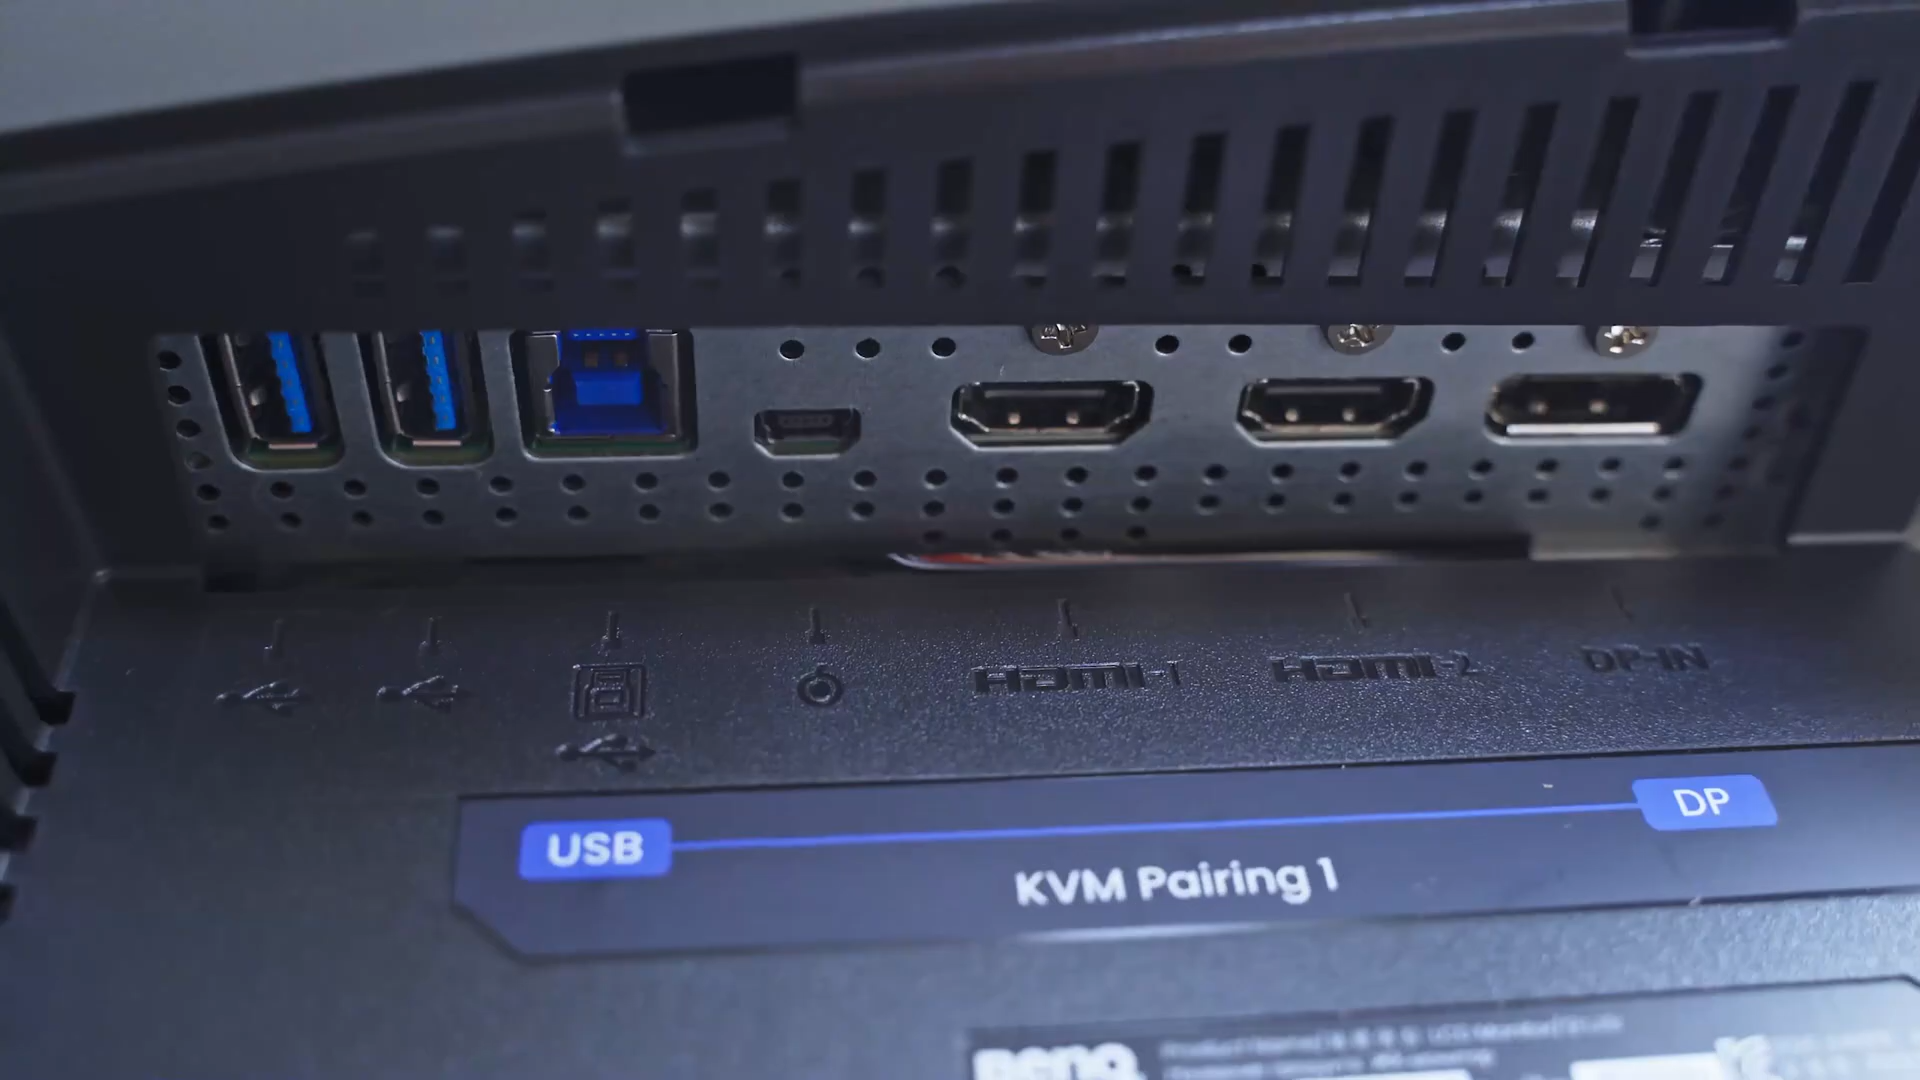 HDMI-1 HDMI-2 DP-IN
USB DP
KVM Pairing 1
BenQ